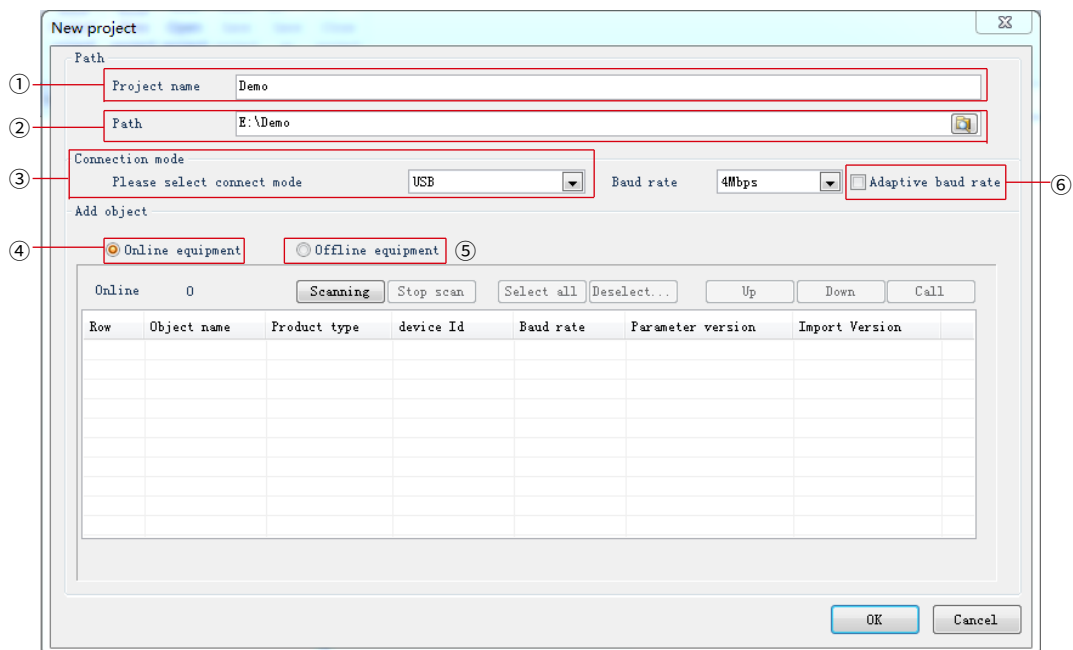 New project
Path
① Project name Demo
② Path E:\Demo
Connection mode
③ Please select connect mode USB Baud rate 4Mbps Adaptive baud rate ⑥
Add object
④ Online equipment Offline equipment ⑤
Online 0 Scanning Stop scan Select all Deselect... Up Down Call
Row Object name Product type device Id Baud rate Parameter version Import Version
OK Cancel